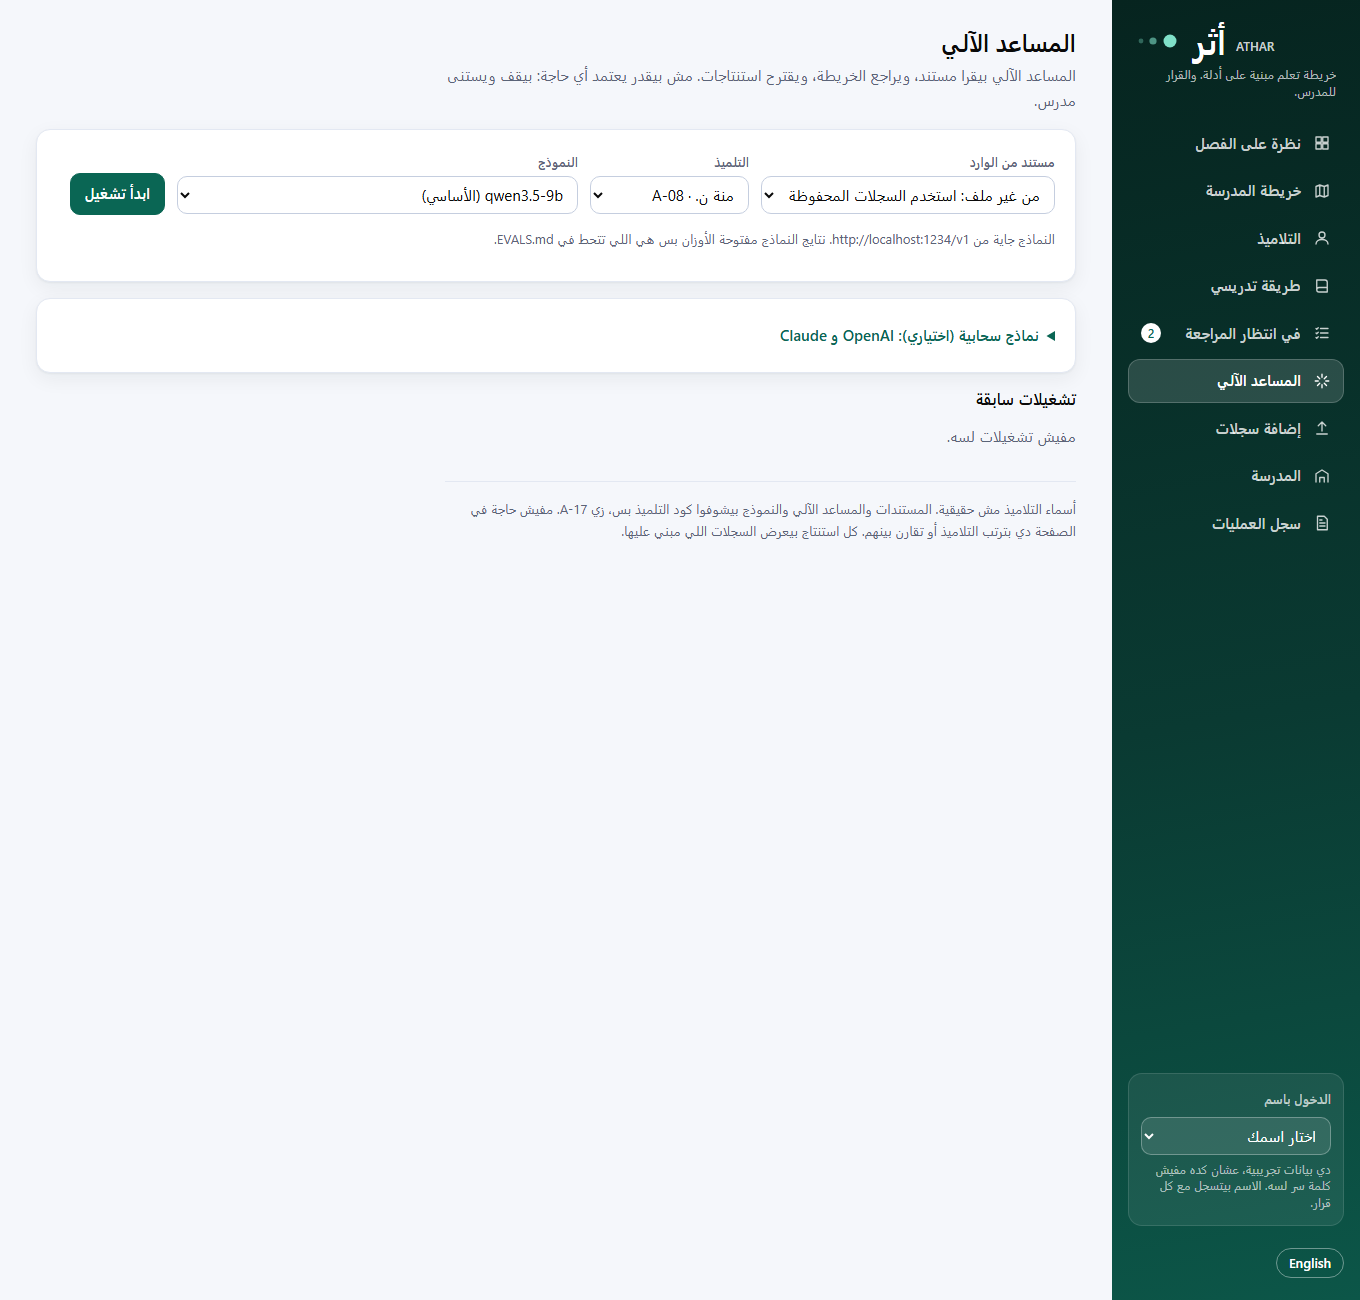 أثر ATHAR
خريطة تعلم مبنية على أدلة. والقرار
للمدرس.
نظرة على الفصل
خريطة المدرسة
التلاميذ
طريقة تدريسي
في انتظار المراجعة 2
المساعد الآلي
إضافة سجلات
المدرسة
سجل العمليات
الدخول باسم
اختار اسمك
دي بيانات تجريبية، عشان كده مفيش
كلمة سر لسه. الاسم بيتسجل مع كل
قرار.
English
المساعد الآلي
المساعد الآلي بيقرا مستند، ويراجع الخريطة، ويقترح استنتاجات. مش بيقدر يعتمد أي حاجة: بيقف ويستنى
مدرس.
مستند من الوارد
من غير ملف: استخدم السجلات المحفوظة
التلميذ
منة ن. · A-08
النموذج
qwen3.5-9b (الأساسي)
ابدأ تشغيل
النماذج جاية من http://localhost:1234/v1. نتايج النماذج مفتوحة الأوزان بس هي اللي تتحط في EVALS.md.
نماذج سحابية (اختياري): OpenAI و Claude
تشغيلات سابقة
مفيش تشغيلات لسه.
أسماء التلاميذ مش حقيقية. المستندات والمساعد الآلي والنموذج بيشوفوا كود التلميذ بس، زي A-17. مفيش حاجة في
الصفحة دي بترتب التلاميذ أو تقارن بينهم. كل استنتاج بيعرض السجلات اللي مبني عليها.